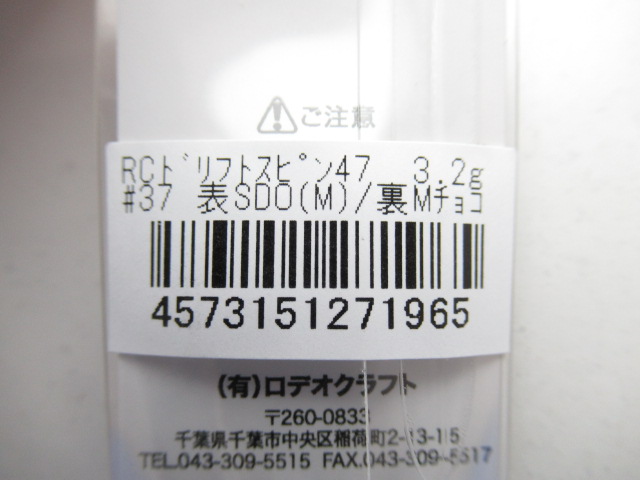 ご注意
RCﾄﾞﾘﾌﾄｽﾋﾟﾝ47 3.2g
#37 表SDO(M)/裏Mﾁｮｺ
4573151271965
(有)ロデオクラフト
〒260-0833
千葉県千葉市中央区稲荷町2-13-15
TEL.043-309-5515 FAX.043-309-5517